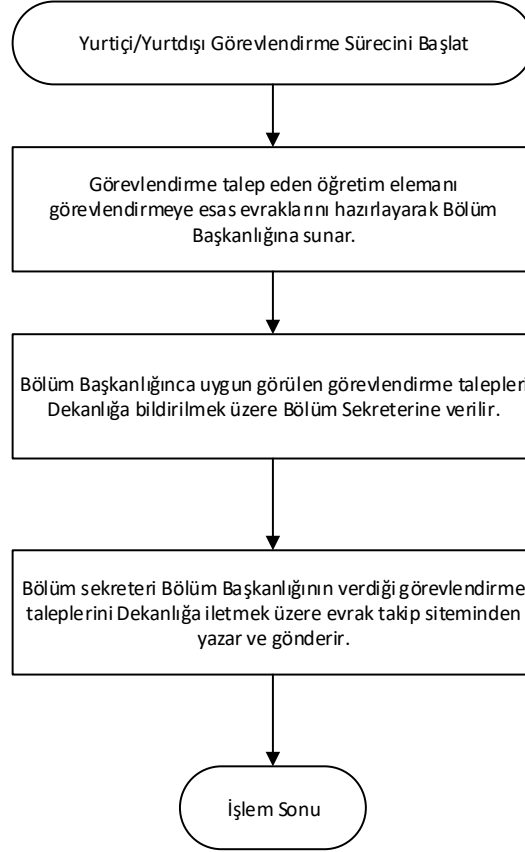 Yurtiçi/Yurtdışı Görevlendirme Sürecini Başlat
Görevlendirme talep eden öğretim elemanı
görevlendirmeye esas evraklarını hazırlayarak Bölüm
Başkanlığına sunar.
Bölüm Başkanlığınca uygun görülen görevlendirme talepleri
Dekanlığa bildirilmek üzere Bölüm Sekreterine verilir.
Bölüm sekreteri Bölüm Başkanlığının verdiği görevlendirme
taleplerini Dekanlığa iletmek üzere evrak takip siteminden
yazar ve gönderir.
İşlem Sonu